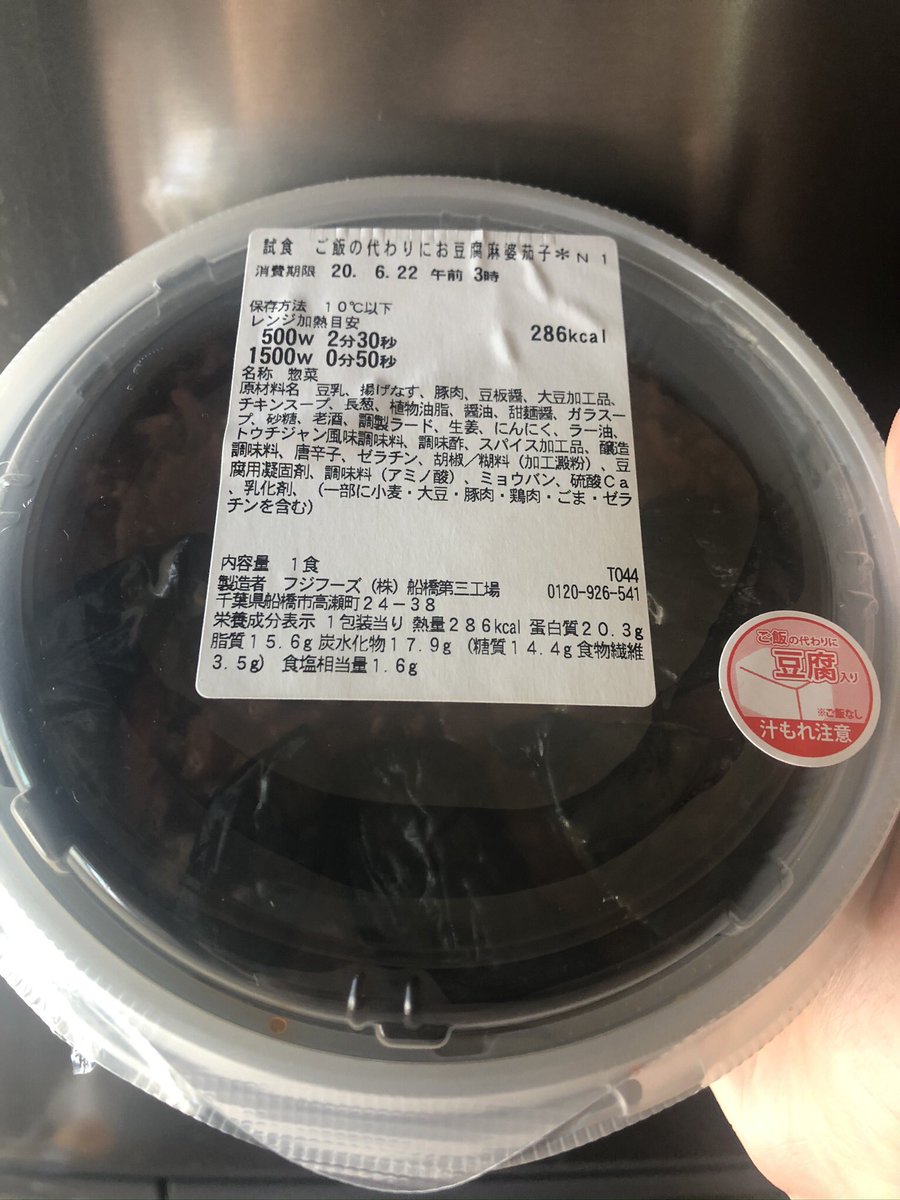 試食 ご飯の代わりにお豆腐麻婆茄子＊Ｎ１
消費期限 20. 6.22 午前 3時
保存方法 １０℃以下
レンジ加熱目安
500w 2分30秒
1500w 0分50秒
286kcal
名称 惣菜
原材料名 豆乳、揚げなす、豚肉、豆板醤、大豆加工品、
チキンスープ、長葱、植物油脂、醤油、甜麺醤、ガラスー
プ、砂糖、老酒、調製ラード、生姜、にんにく、ラー油、
トウチジャン風味調味料、調味酢、スパイス加工品、醸造
調味料、唐辛子、ゼラチン、胡椒／糊料（加工澱粉）、豆
腐用凝固剤、調味料（アミノ酸）、ミョウバン、硫酸Ｃａ
、乳化剤、（一部に小麦・大豆・豚肉・鶏肉・ごま・ゼラ
チンを含む）
内容量 １食
T044
製造者 フジフーズ（株）船橋第三工場 0120-926-541
千葉県船橋市高瀬町２４－３８
栄養成分表示 １包装当り 熱量２８６kcal 蛋白質２０.３g
脂質１５.６g 炭水化物１７.９g （糖質１４.４g 食物繊維
３.５g） 食塩相当量１.６g
ご飯の代わりに
豆腐入り
※ご飯なし
汁もれ注意